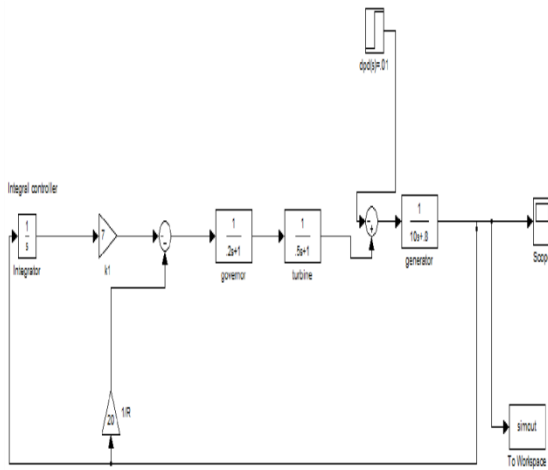 dpd(s)=.01
Integral controller
1
s
Integrator
7
k1
1
.2s+1
governor
1
.5s+1
turbine
1
10s+.8
generator
Scop
20
1/R
simout
To Workspace